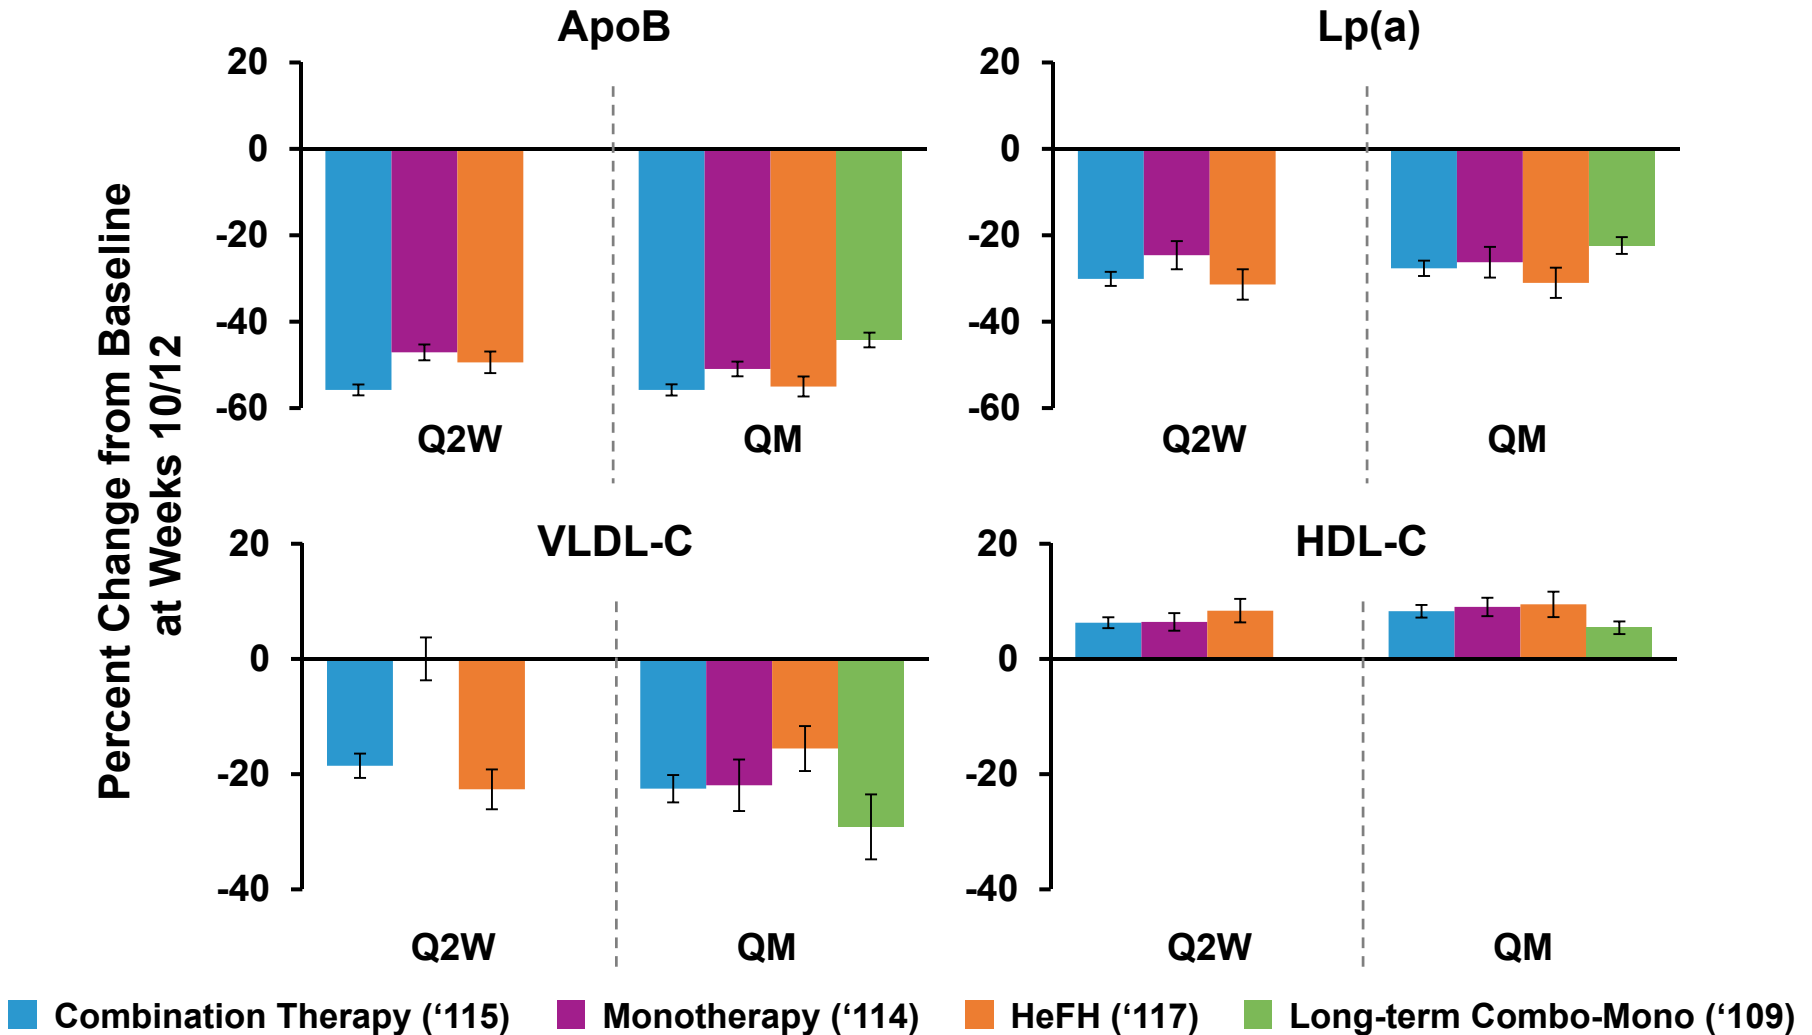 ApoB
20
0
-20
-40
-60
Q2W
QM
Lp(a)
20
0
-20
-40
-60
Q2W
QM
Percent Change from Baseline
at Weeks 10/12
VLDL-C
20
0
-20
-40
Q2W
QM
HDL-C
20
0
-20
-40
Q2W
QM
Combination Therapy (‘115)
Monotherapy (‘114)
HeFH (‘117)
Long-term Combo-Mono (‘109)